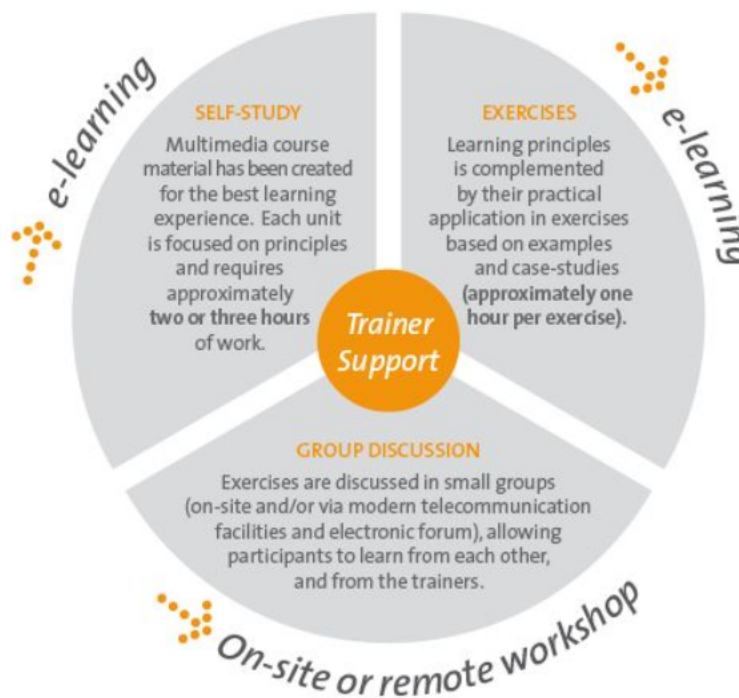 e-learning
SELF-STUDY
Multimedia course
material has been created
for the best learning
experience. Each unit
is focused on principles
and requires
approximately
two or three hours
of work.
e-learning
EXERCISES
Learning principles
is complemented
by their practical
application in exercises
based on examples
and case-studies
(approximately one
hour per exercise).
Trainer
Support
GROUP DISCUSSION
Exercises are discussed in small groups
(on-site and/or via modern telecommunication
facilities and electronic forum), allowing
participants to learn from each other,
and from the trainers.
On-site or remote workshop